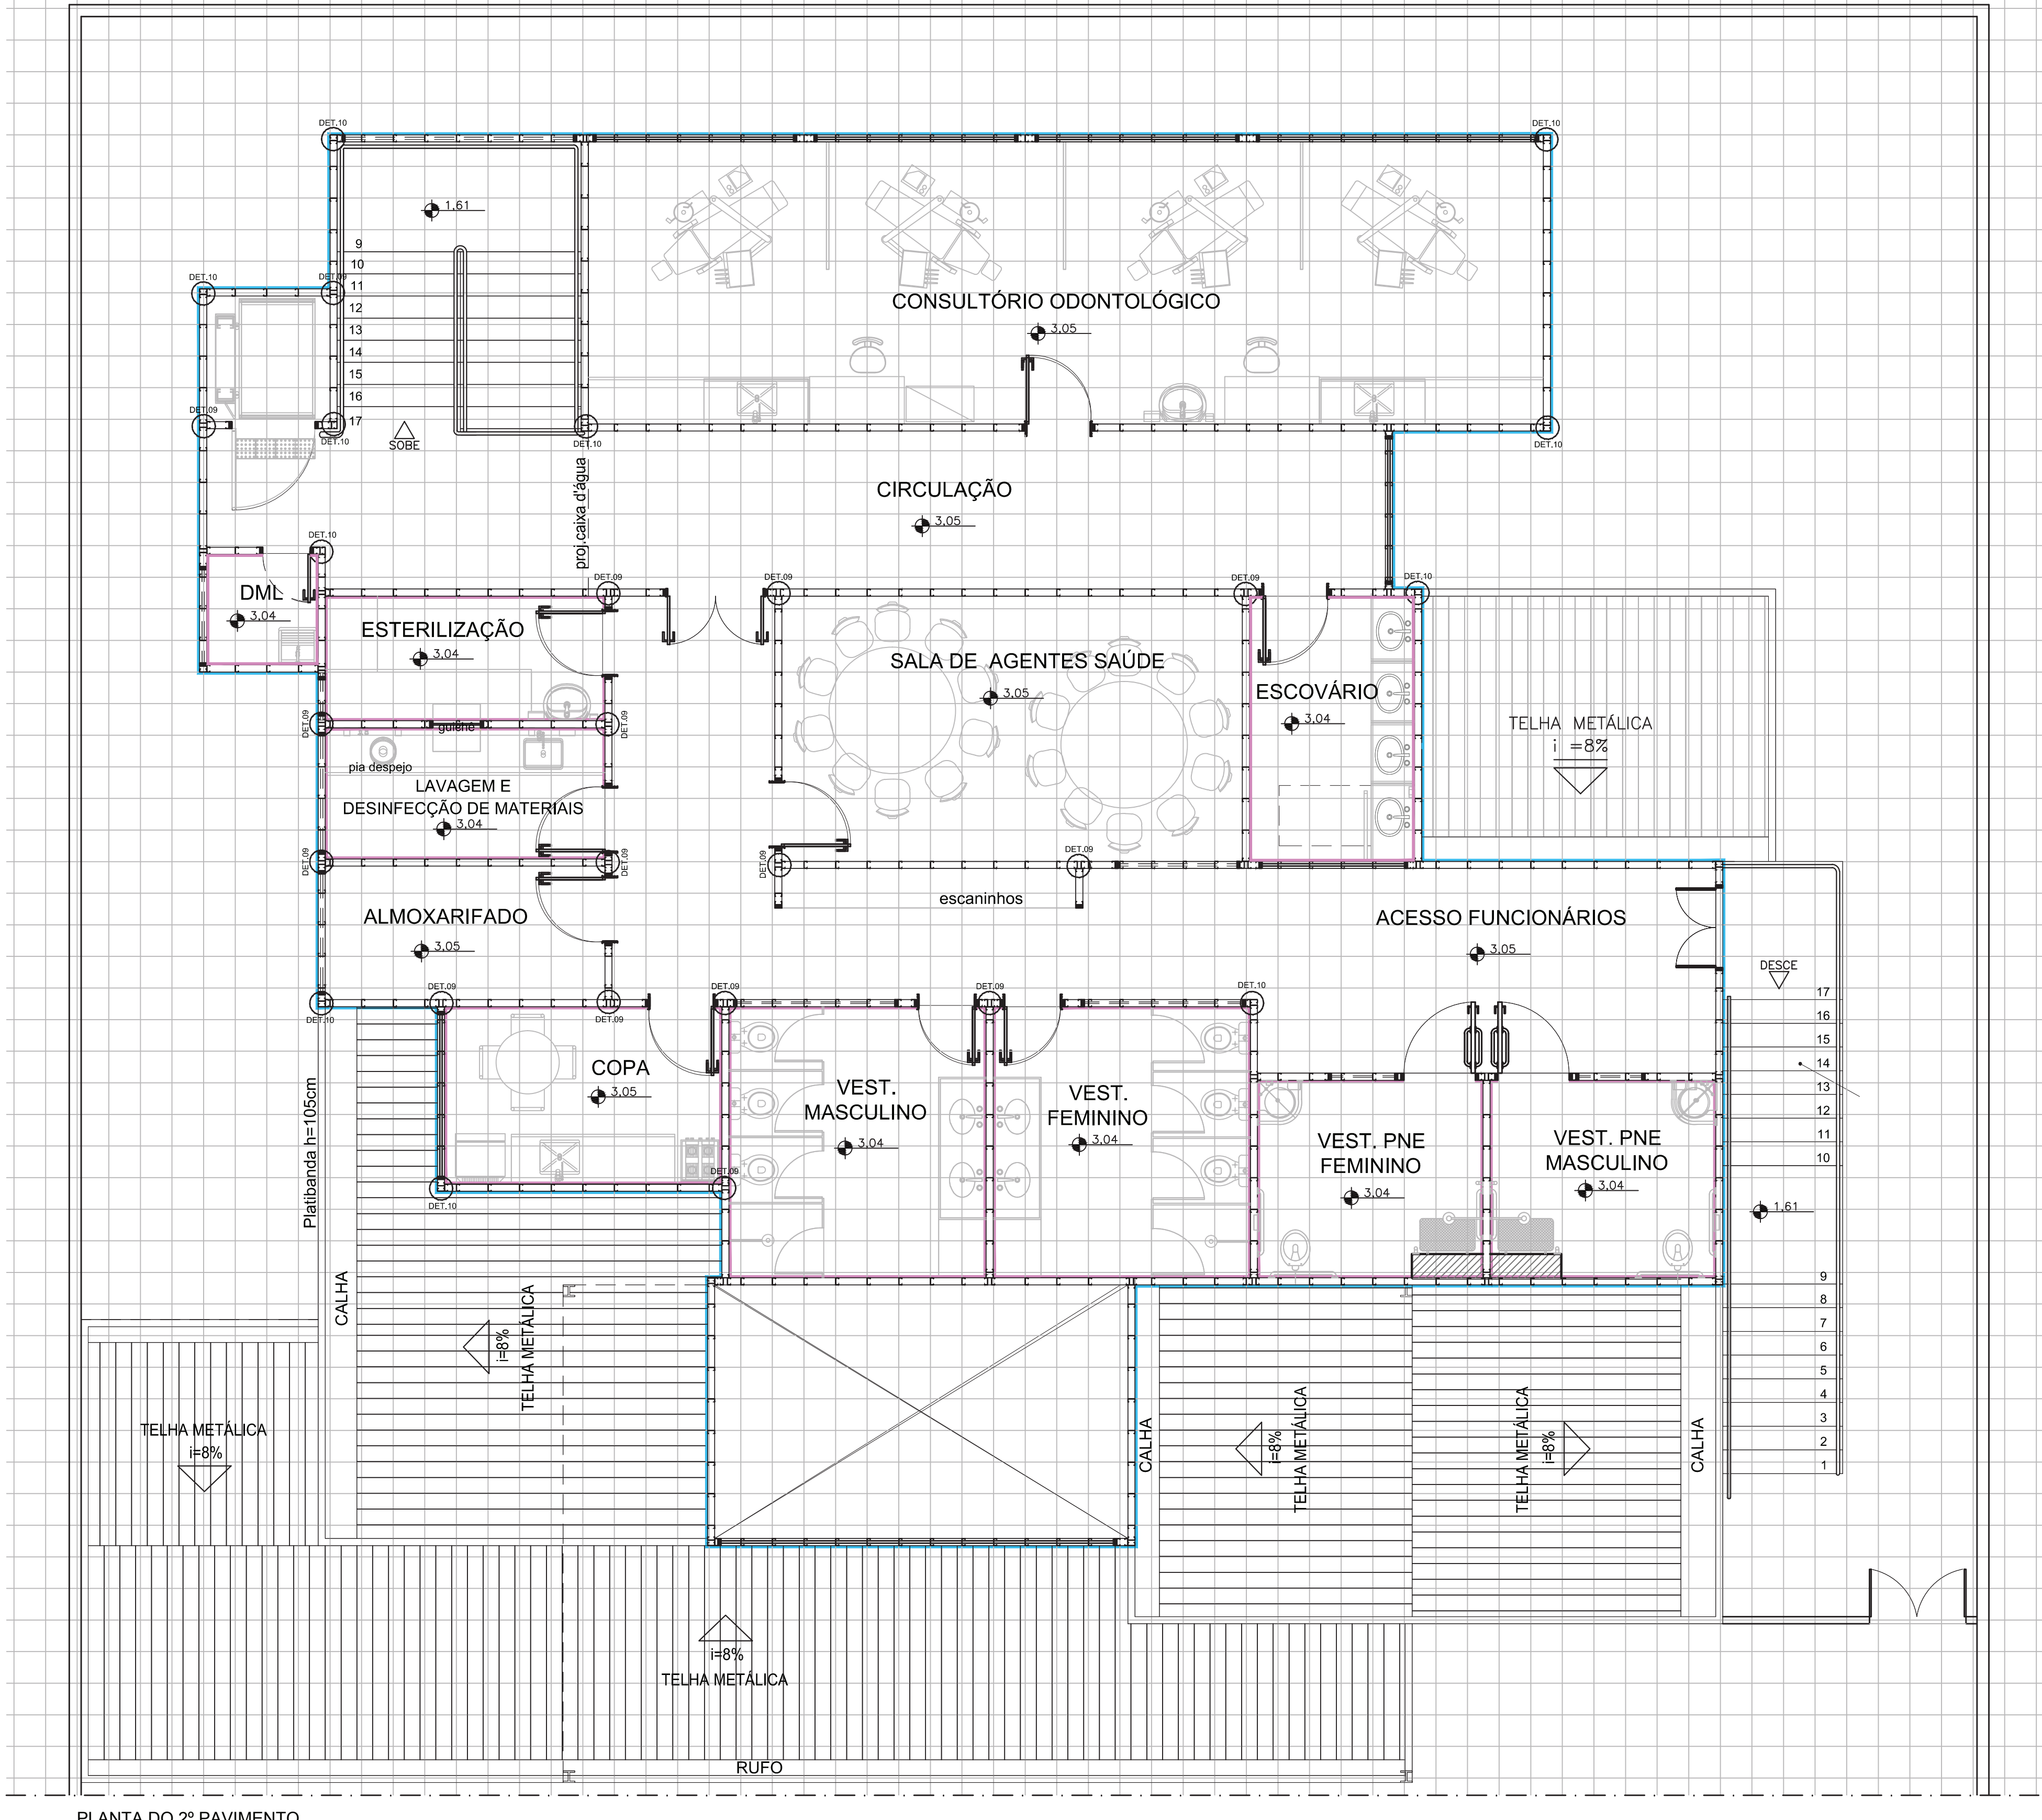 DET.10
DET.10
1.61
9
10
11
12
13
14
15
16
17
DET.10
DET.09
DET.09
DET.10
DET.10
DET.10
SOBE
CONSULTÓRIO ODONTOLÓGICO
3.05
proj.caixa d'água
CIRCULAÇÃO
3.05
DET.10
DET.09
DET.09
DET.09
DET.10
DML
3.04
ESTERILIZAÇÃO
3.04
guichê
DET.09
DET.09
pia despejo
LAVAGEM E
DESINFECÇÃO DE MATERIAIS
3.04
DET.09
DET.09
SALA DE AGENTES SAÚDE
3.05
ESCOVÁRIO
3.04
TELHA METÁLICA
i =8%
DET.09
DET.09
escaninhos
ALMOXARIFADO
3.05
ACESSO FUNCIONÁRIOS
3.05
DESCE
DET.10
DET.09
DET.09
DET.09
DET.09
DET.10
COPA
3.05
DET.10
DET.09
VEST.
MASCULINO
3.04
VEST.
FEMININO
3.04
VEST. PNE
FEMININO
3.04
VEST. PNE
MASCULINO
3.04
17
16
15
14
13
12
11
10
1.61
9
8
7
6
5
4
3
2
1
Platibanda h=105cm
CALHA
i=8%
TELHA METÁLICA
TELHA METÁLICA
i=8%
CALHA
i=8%
TELHA METÁLICA
TELHA METÁLICA
i=8%
CALHA
i=8%
TELHA METÁLICA
RUFO
PLANTA DO 2º PAVIMENTO